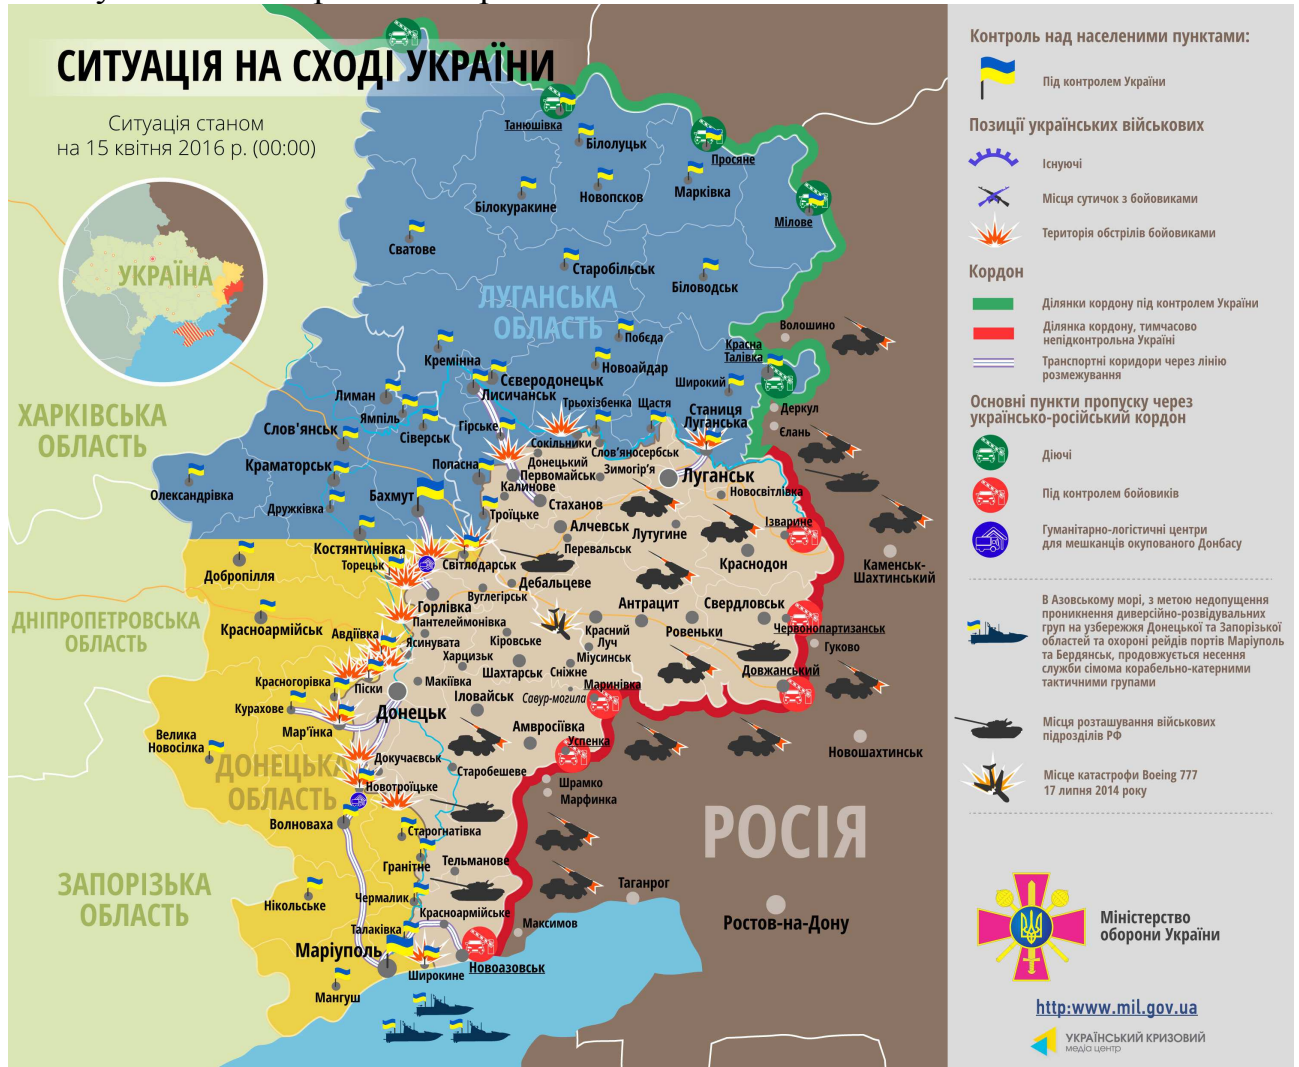 СИТУАЦІЯ НА СХОДІ УКРАЇНИ
Ситуація станом
на 15 квітня 2016 р. (00:00)
УКРАЇНА
ХАРКІВСЬКА
ОБЛАСТЬ
ДНІПРОПЕТРОВСЬКА
ОБЛАСТЬ
ЗАПОРІЗЬКА
ОБЛАСТЬ
ЛУГАНСЬКА
ОБЛАСТЬ
ДОНЕЦЬКА
ОБЛАСТЬ
РОСІЯ
Танюшівка
Білолуцьк
Просяне
Марківка
Новопсков
Білокуракине
Мілове
Сватове
Старобільськ
Біловодськ
Волошино
Побєда
Красна
Талівка
Кремінна
Новоайдар
Сєверодонецьк
Лисичанськ
Широкий
Лиман
Трьохізбенка
Щастя
Станиця
Луганська
Деркул
Ямпіль
Слов'янськ
Сіверськ
Гірське
Єлань
Сокільники
Слов'яносербськ
Донецький
Зимогір'я
Краматорськ
Попасна
Первомайськ
Луганськ
Калинове
Олександрівка
Бахмут
Новосвітлівка
Дружківка
Троїцьке
Стаханов
Алчевськ
Лутугине
Ізварине
Костянтинівка
Перевальськ
Торецьк
Світлодарськ
Краснодон
Каменськ-
Шахтинський
Добропілля
Дебальцеве
Вуглегірськ
Горлівка
Антрацит
Свердловськ
Пантелеймонівка
Красноармійськ
Авдіївка
Красний
Луч
Ровеньки
Червонопартизанськ
Ясинувата
Кіровське
Гуково
Харцизьк
Міусинськ
Шахтарськ
Сніжне
Довжанський
Красногорівка
Піски
Макіївка
Маринівка
Іловайськ
Савур-могила
Курахове
Донецьк
Мар'їнка
Амвросіївка
Велика
Новосілка
Успенка
Новошахтинськ
Докучаєвськ
Старобешеве
Новотроїцьке
Шрамко
Марфинка
Волноваха
Старогнатівка
Гранітне
Тельманове
Таганрог
Нікольське
Чермалик
Красноармійське
Ростов-на-Дону
Талаківка
Максимов
Маріуполь
Широкине
Новоазовськ
Мангуш
Контроль над населеними пунктами:
Під контролем України
Позиції українських військових
Існуючі
Місця сутичок з бойовиками
Територія обстрілів бойовиками
Кордон
Ділянки кордону під контролем України
Ділянка кордону, тимчасово
непідконтрольна Україні
Транспортні коридори через лінію
розмежування
Основні пункти пропуску через
українсько-російський кордон
Діючі
Під контролем бойовиків
Гуманітарно-логістичні центри
для мешканців окупованого Донбасу
В Азовському морі, з метою недопущення
проникнення диверсійно-розвідувальних
груп на узбережжя Донецької та Запорізької
областей та охороні рейдів портів Маріуполь
та Бердянськ, продовжується несення
служби сімома корабельно-катерними
тактичними групами
Місця розташування військових
підрозділів РФ
Місце катастрофи Boeing 777
17 липня 2014 року
Міністерство
оборони України
http:www.mil.gov.ua
УКРАЇНСЬКИЙ КРИЗОВИЙ
медіа центр